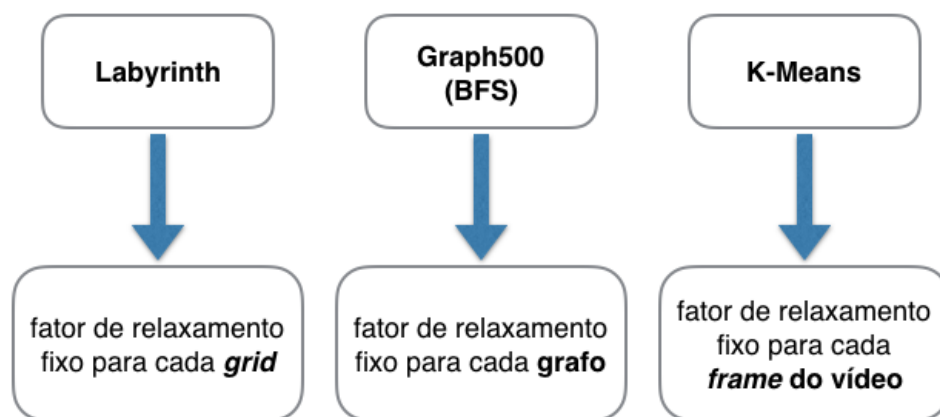 Labyrinth
Graph500
(BFS)
K-Means
fator de relaxamento
fixo para cada grid
fator de relaxamento
fixo para cada grafo
fator de relaxamento
fixo para cada
frame do vídeo